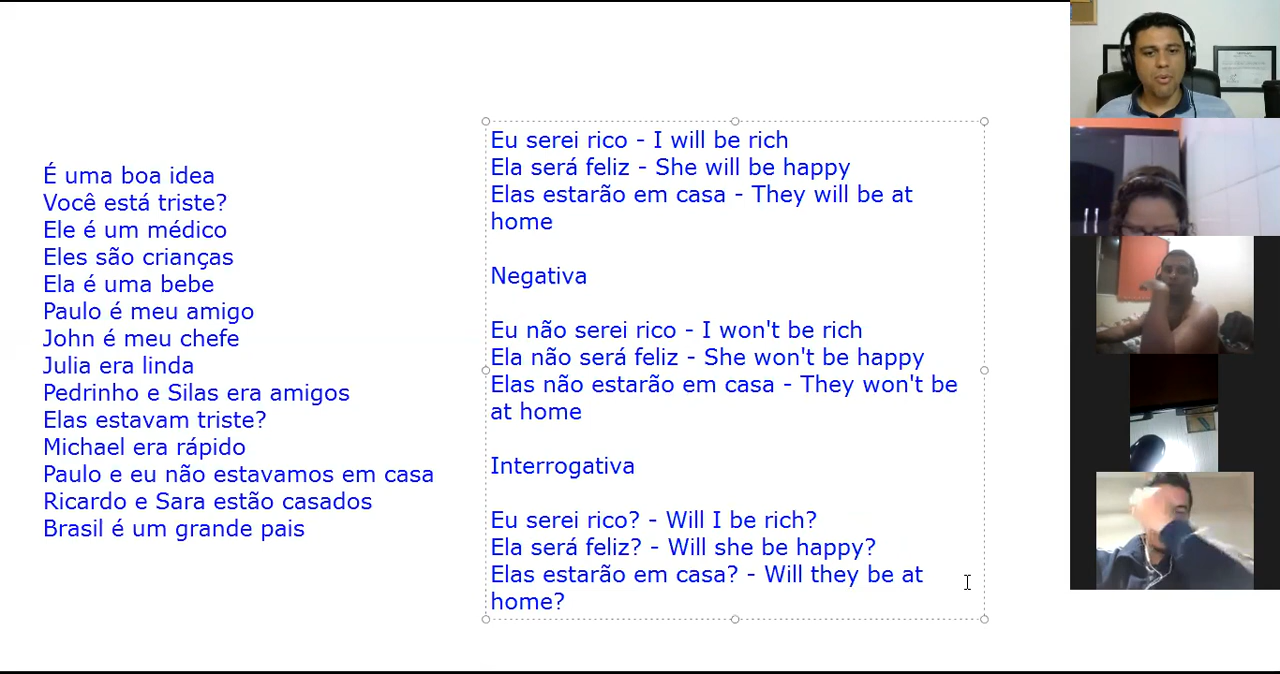 É uma boa idea
Você está triste?
Ele é um médico
Eles são crianças
Ela é uma bebe
Paulo é meu amigo
John é meu chefe
Julia era linda
Pedrinho e Silas era amigos
Elas estavam triste?
Michael era rápido
Paulo e eu não estavamos em casa
Ricardo e Sara estão casados
Brasil é um grande pais
Eu serei rico - I will be rich
Ela será feliz - She will be happy
Elas estarão em casa - They will be at
home
Negativa
Eu não serei rico - I won't be rich
Ela não será feliz - She won't be happy
Elas não estarão em casa - They won't be
at home
Interrogativa
Eu serei rico? - Will I be rich?
Ela será feliz? - Will she be happy?
Elas estarão em casa? - Will they be at
home?